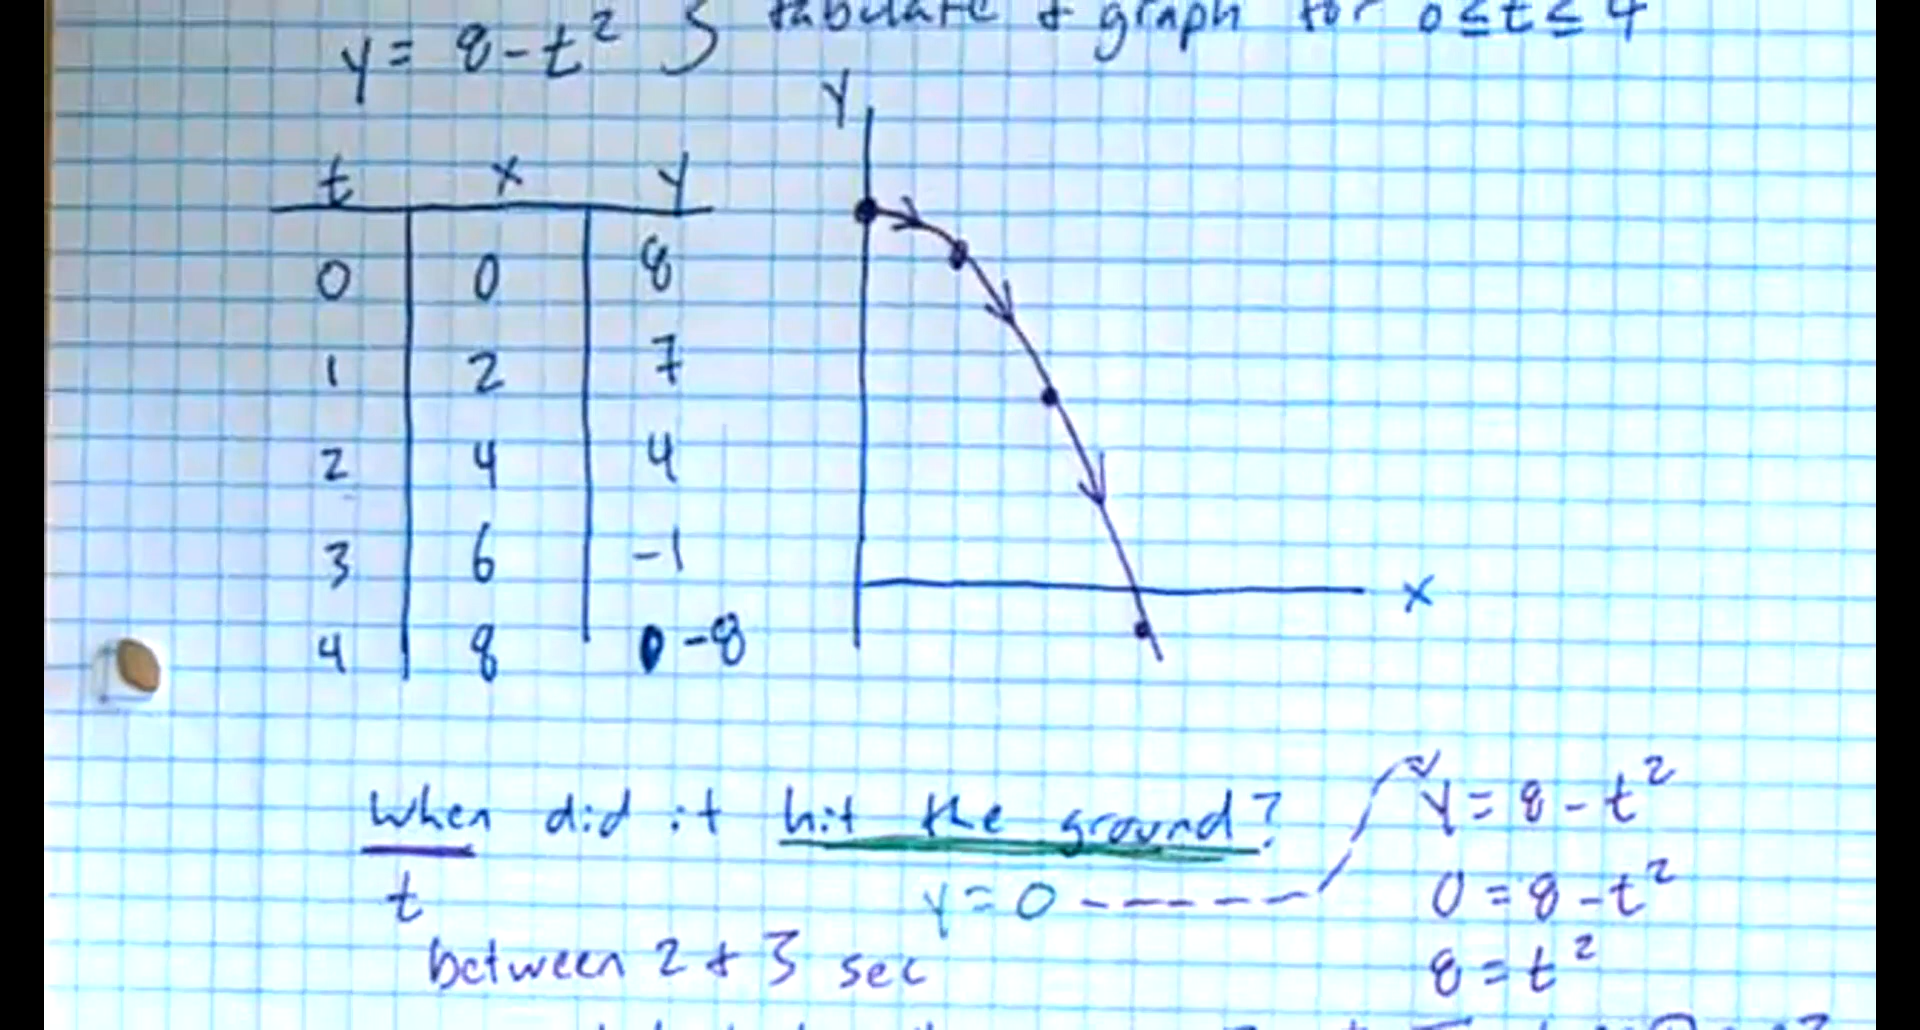 y = 8 - t² } tabulate & graph for 0 ≤ t ≤ 4
y
t x y
0 0 8
1 2 7
2 4 4
3 6 -1
4 8 -8
x
When did it hit the ground?
t
y = 0
between 2 & 3 sec
y = 8 - t²
0 = 8 - t²
8 = t²